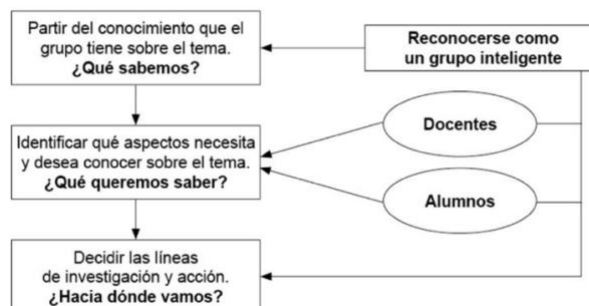 Partir del conocimiento que el
grupo tiene sobre el tema.
¿Qué sabemos?
Reconocerse como
un grupo inteligente
Identificar qué aspectos necesita
y desea conocer sobre el tema.
¿Qué queremos saber?
Docentes
Alumnos
Decidir las líneas
de investigación y acción.
¿Hacia dónde vamos?